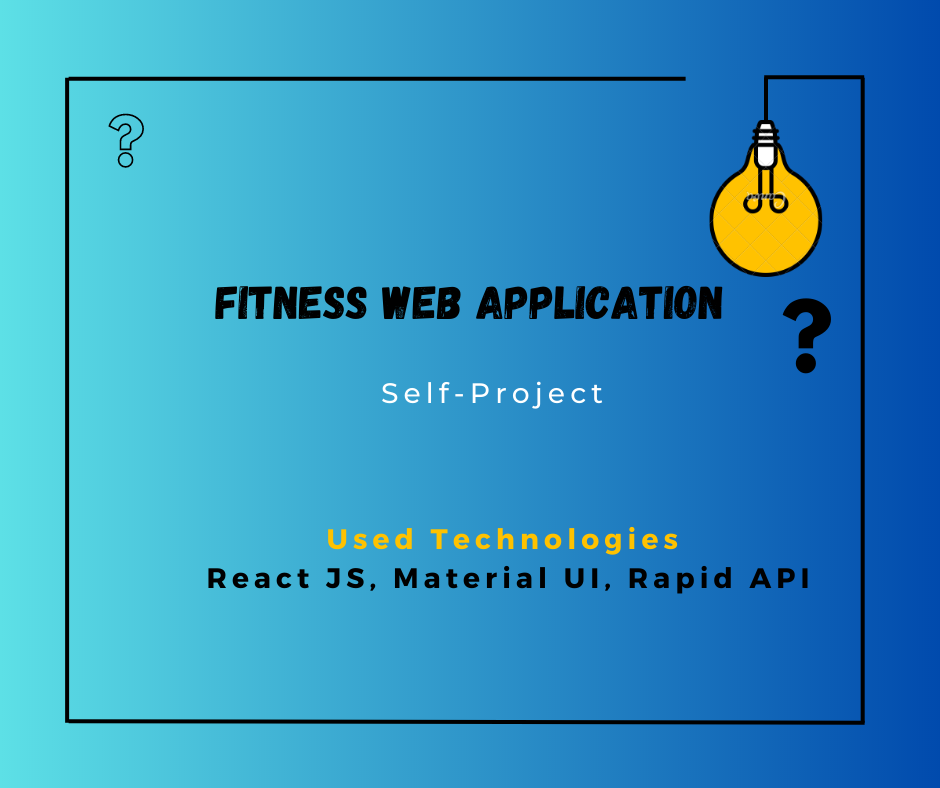 ?
FITNESS WEB APPLICATION
?
Self-Project
Used Technologies
React JS, Material UI, Rapid API